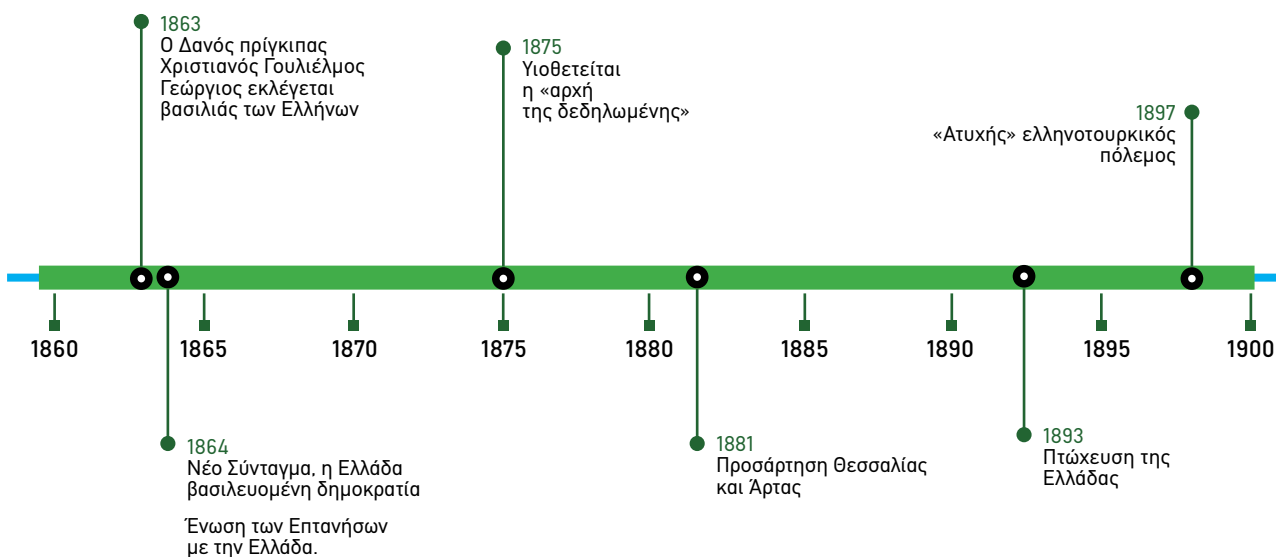 1863
Ο Δανός πρίγκιπας
Χριστιανός Γουλιέλμος
Γεώργιος εκλέγεται
βασιλιάς των Ελλήνων
1875
Υιοθετείται
η «αρχή
της δεδηλωμένης»
1897
«Ατυχής» ελληνοτουρκικός
πόλεμος
1860
1865
1870
1875
1880
1885
1890
1895
1900
1864
Νέο Σύνταγμα, η Ελλάδα
βασιλευομένη δημοκρατία
Ένωση των Επτανήσων
με την Ελλάδα.
1881
Προσάρτηση Θεσσαλίας
και Άρτας
1893
Πτώχευση της
Ελλάδας